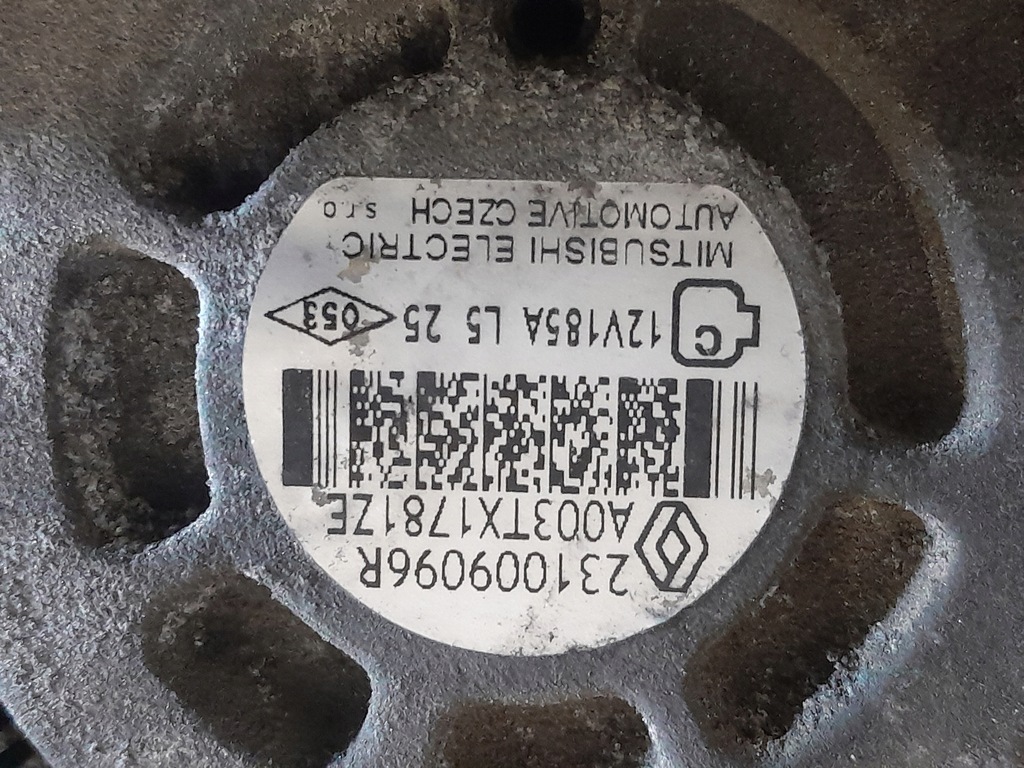 231009096R
A003TX1781ZE
C 12V185A L5 25 053
MITSUBISHI ELECTRIC
AUTOMOTIVE CZECH s.r.o.